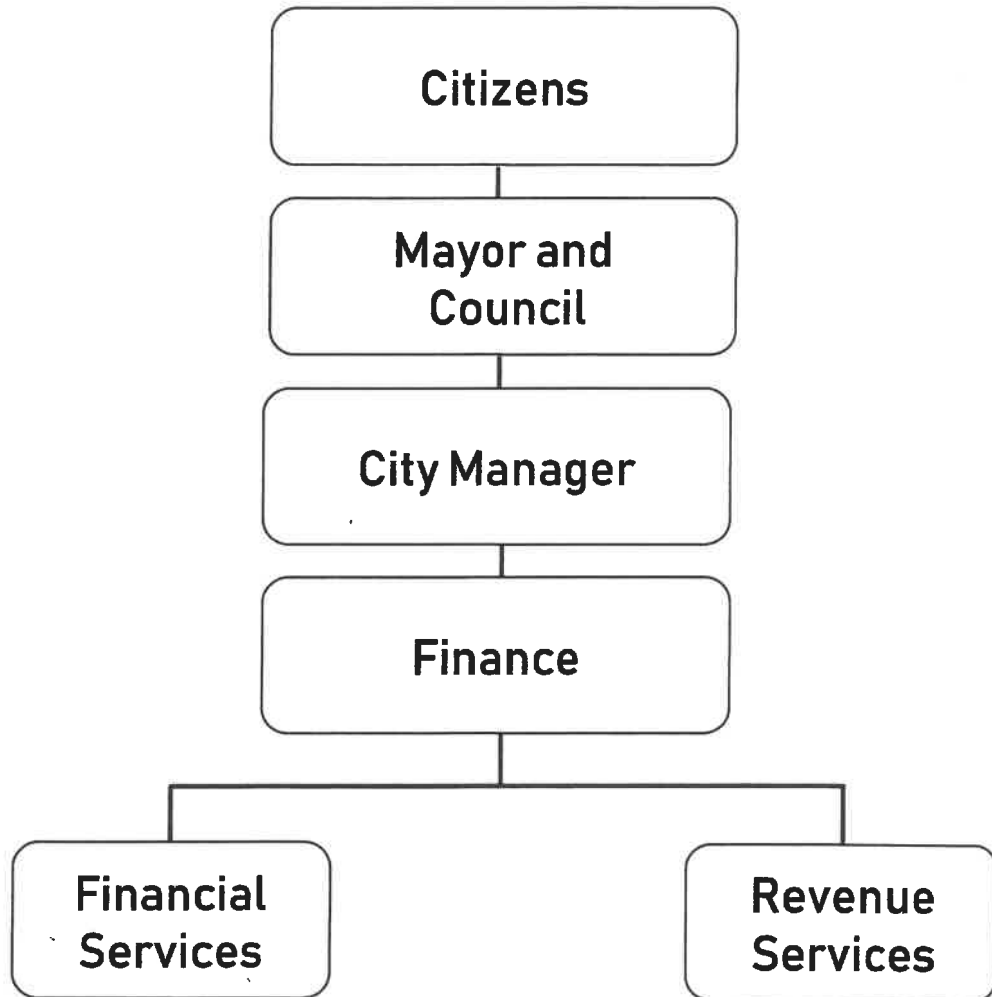 Citizens
Mayor and
Council
City Manager
Finance
Financial
Services
Revenue
Services